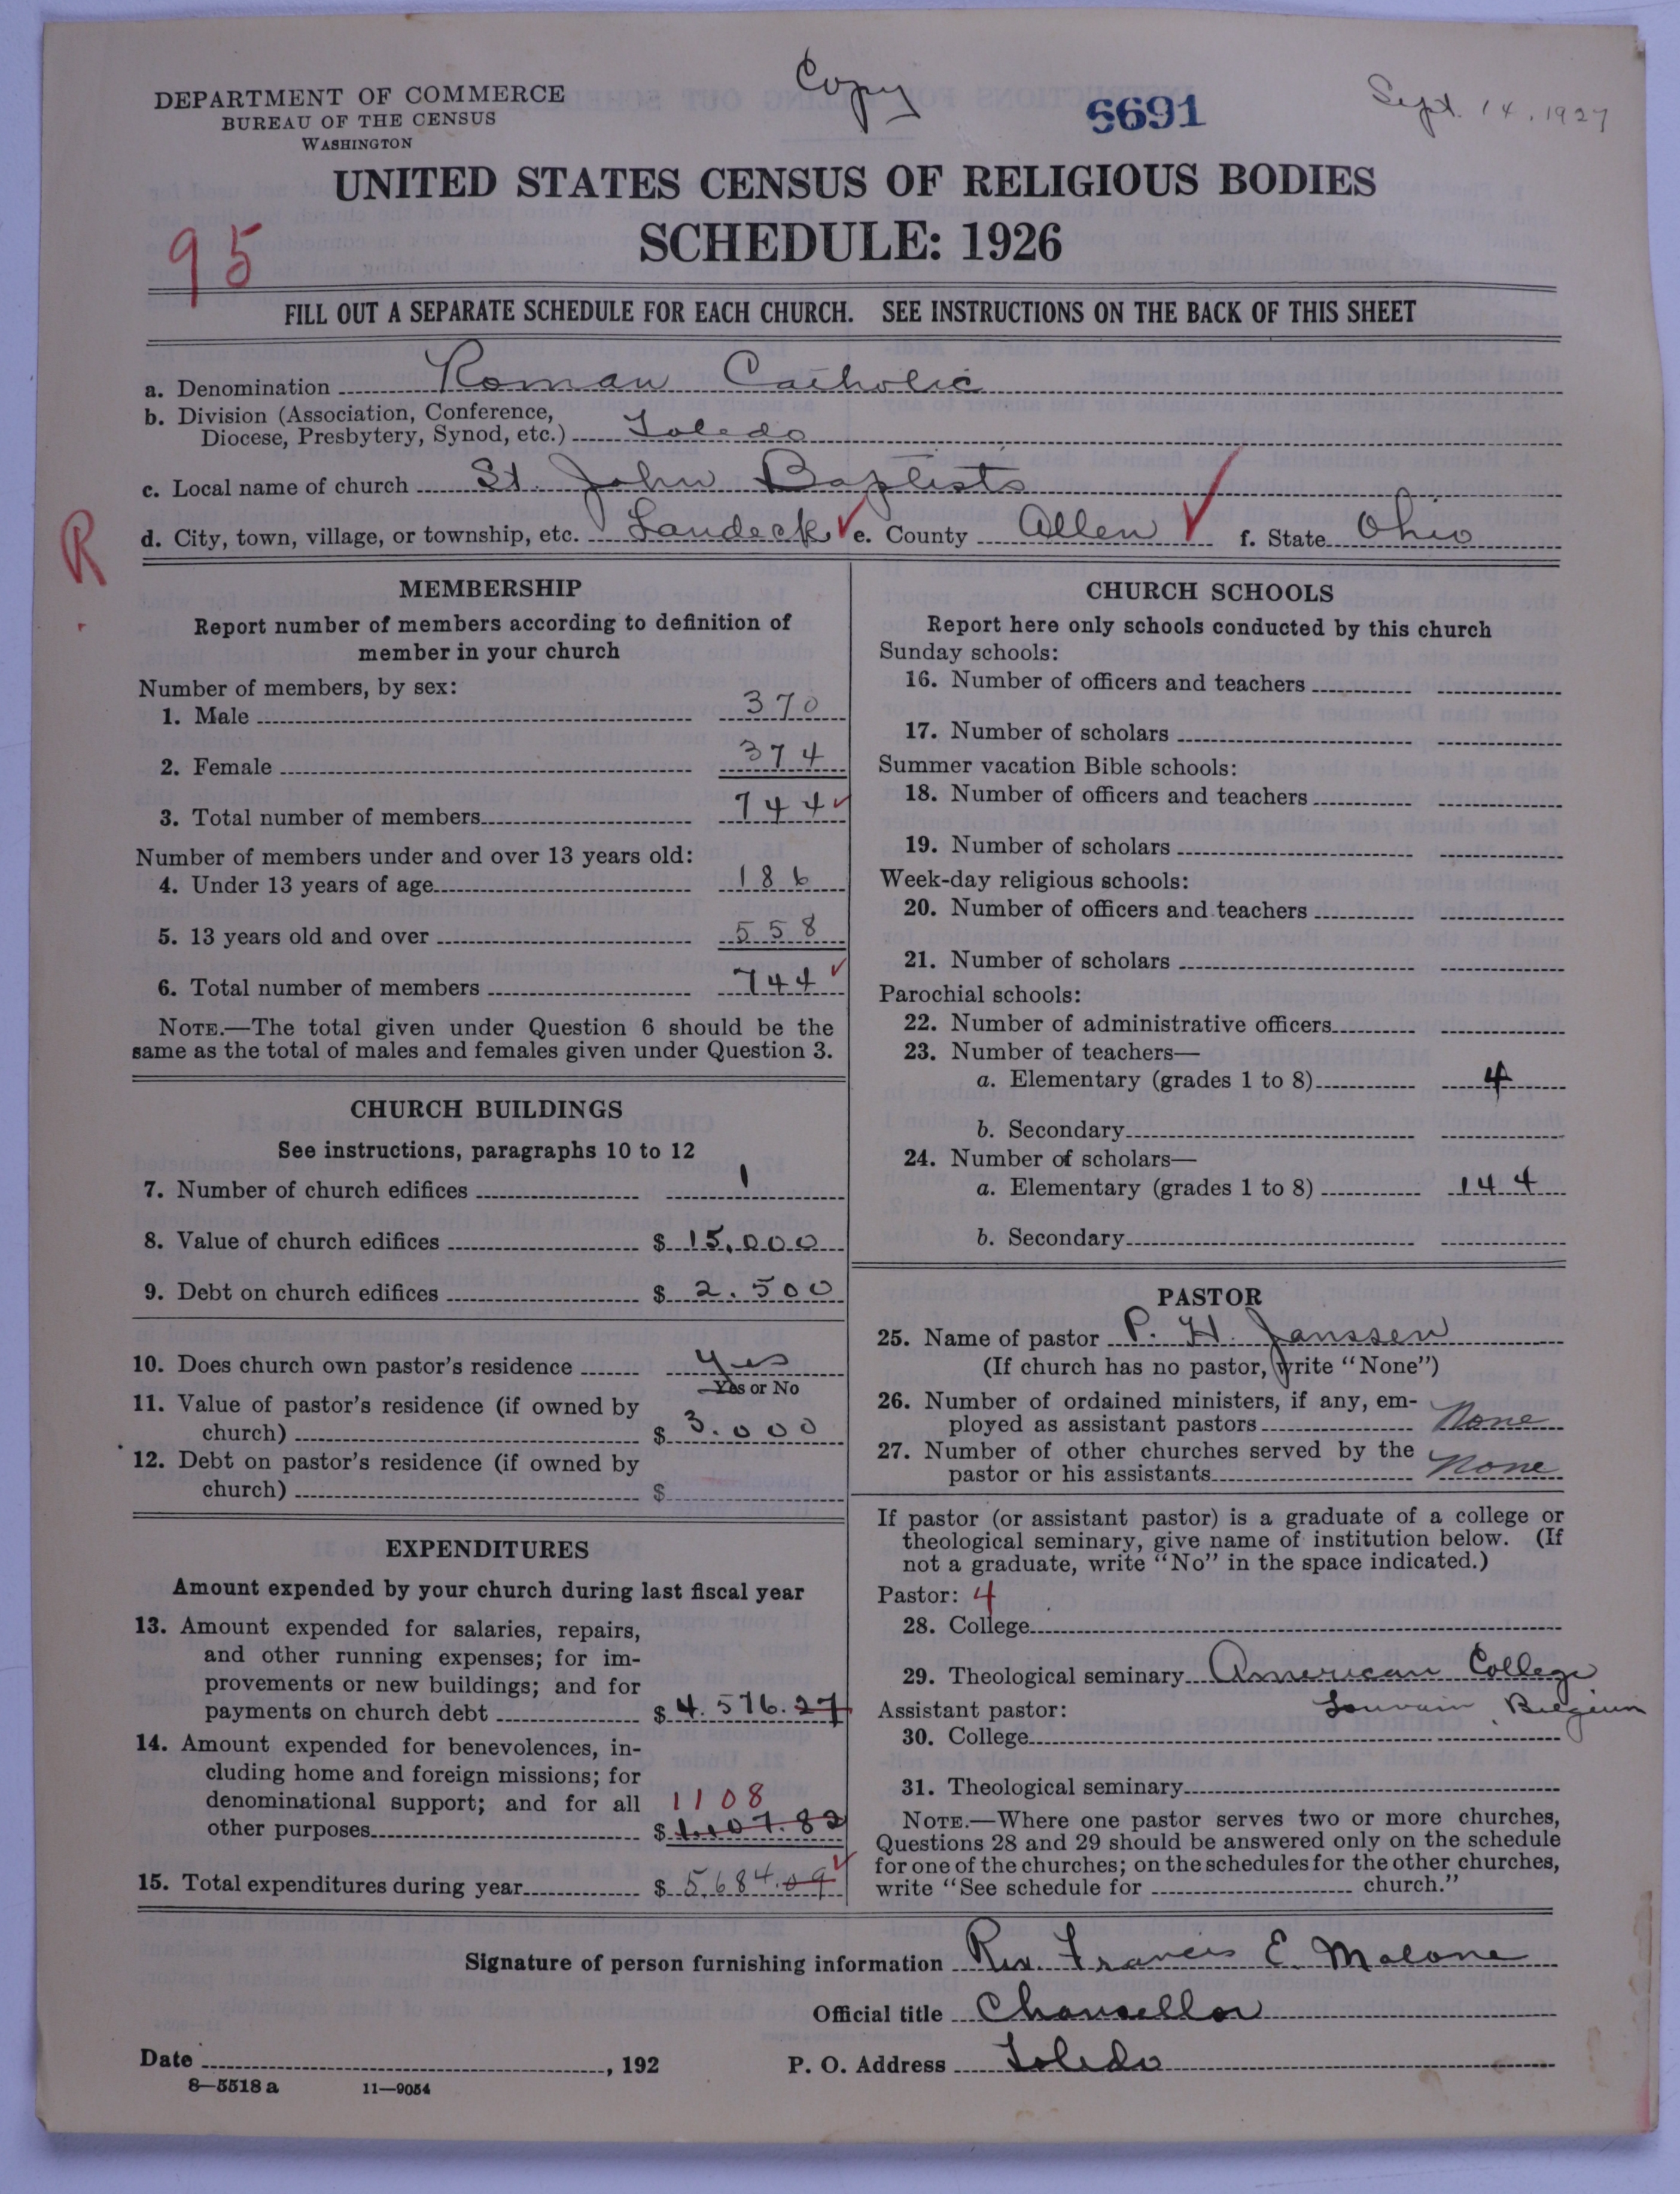 Copy
6691
Sept. 14, 1927
DEPARTMENT OF COMMERCE
BUREAU OF THE CENSUS
WASHINGTON
UNITED STATES CENSUS OF RELIGIOUS BODIES
SCHEDULE: 1926
95
FILL OUT A SEPARATE SCHEDULE FOR EACH CHURCH. SEE INSTRUCTIONS ON THE BACK OF THIS SHEET
a. Denomination Roman Catholic
b. Division (Association, Conference,
Diocese, Presbytery, Synod, etc.) Toledo
c. Local name of church St. John Baptists
R
d. City, town, village, or township, etc. Landeck ✓ e. County Allen ✓ f. State Ohio
MEMBERSHIP
Report number of members according to definition of
member in your church
Number of members, by sex:
1. Male 370
2. Female 374
3. Total number of members 744 ✓
Number of members under and over 13 years old:
4. Under 13 years of age 186
5. 13 years old and over 558
6. Total number of members 744 ✓
NOTE.—The total given under Question 6 should be the
same as the total of males and females given under Question 3.
CHURCH BUILDINGS
See instructions, paragraphs 10 to 12
7. Number of church edifices 1
8. Value of church edifices $ 15,000
9. Debt on church edifices $ 2.500
10. Does church own pastor's residence yes
Yes or No
11. Value of pastor's residence (if owned by
church) $ 3.000
12. Debt on pastor's residence (if owned by
church) $
EXPENDITURES
Amount expended by your church during last fiscal year
13. Amount expended for salaries, repairs,
and other running expenses; for im-
provements or new buildings; and for
payments on church debt $ 4.576.27
14. Amount expended for benevolences, in-
cluding home and foreign missions; for
denominational support; and for all 1108
other purposes $ 1.107.82
15. Total expenditures during year $ 5,684.09 ✓
CHURCH SCHOOLS
Report here only schools conducted by this church
Sunday schools:
16. Number of officers and teachers
17. Number of scholars
Summer vacation Bible schools:
18. Number of officers and teachers
19. Number of scholars
Week-day religious schools:
20. Number of officers and teachers
21. Number of scholars
Parochial schools:
22. Number of administrative officers
23. Number of teachers—
a. Elementary (grades 1 to 8) 4
b. Secondary
24. Number of scholars—
a. Elementary (grades 1 to 8) 144
b. Secondary
PASTOR
25. Name of pastor P. H. Janssen
(If church has no pastor, write "None")
26. Number of ordained ministers, if any, em-
ployed as assistant pastors None
27. Number of other churches served by the
pastor or his assistants None
If pastor (or assistant pastor) is a graduate of a college or
theological seminary, give name of institution below. (If
not a graduate, write "No" in the space indicated.)
Pastor: 4
28. College
29. Theological seminary American College
Assistant pastor: Louvain, Belgium
30. College
31. Theological seminary
NOTE.—Where one pastor serves two or more churches,
Questions 28 and 29 should be answered only on the schedule
for one of the churches; on the schedules for the other churches,
write "See schedule for church."
Signature of person furnishing information Rev. Francis E. Malone
Official title Chancellor
Date , 192 P. O. Address Toledo
8—5518 a 11—9054